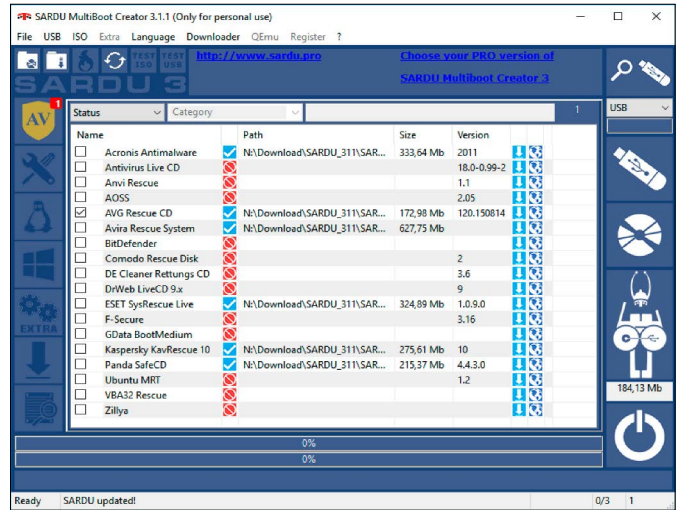 SARDU MultiBoot Creator 3.1.1 (Only for personal use)
File USB ISO Extra Language Downloader QEmu Register ?
TEST ISO TEST USB http://www.sardu.pro Choose your PRO version of
SARDU Multiboot Creator 3
SARDU 3
AV 1
Status Category 1 USB
Name Path Size Version
Acronis Antimalware N:\Download\SARDU_311\SAR... 333,64 Mb 2011
Antivirus Live CD 18.0-0.99-2
Anvi Rescue 1.1
AOSS 2.05
AVG Rescue CD N:\Download\SARDU_311\SAR... 172,98 Mb 120.150814
Avira Rescue System N:\Download\SARDU_311\SAR... 627,75 Mb
BitDefender
Comodo Rescue Disk 2
DE Cleaner Rettungs CD 3.6
DrWeb LiveCD 9.x 9
ESET SysRescue Live N:\Download\SARDU_311\SAR... 324,89 Mb 1.0.9.0
F-Secure 3.16
GData BootMedium
Kaspersky KavRescue 10 N:\Download\SARDU_311\SAR... 275,61 Mb 10
Panda SafeCD N:\Download\SARDU_311\SAR... 215,37 Mb 4.4.3.0
Ubuntu MRT 1.2
VBA32 Rescue
Zillya
EXTRA
184,13 Mb
0%
0%
Ready SARDU updated! 0/3 1